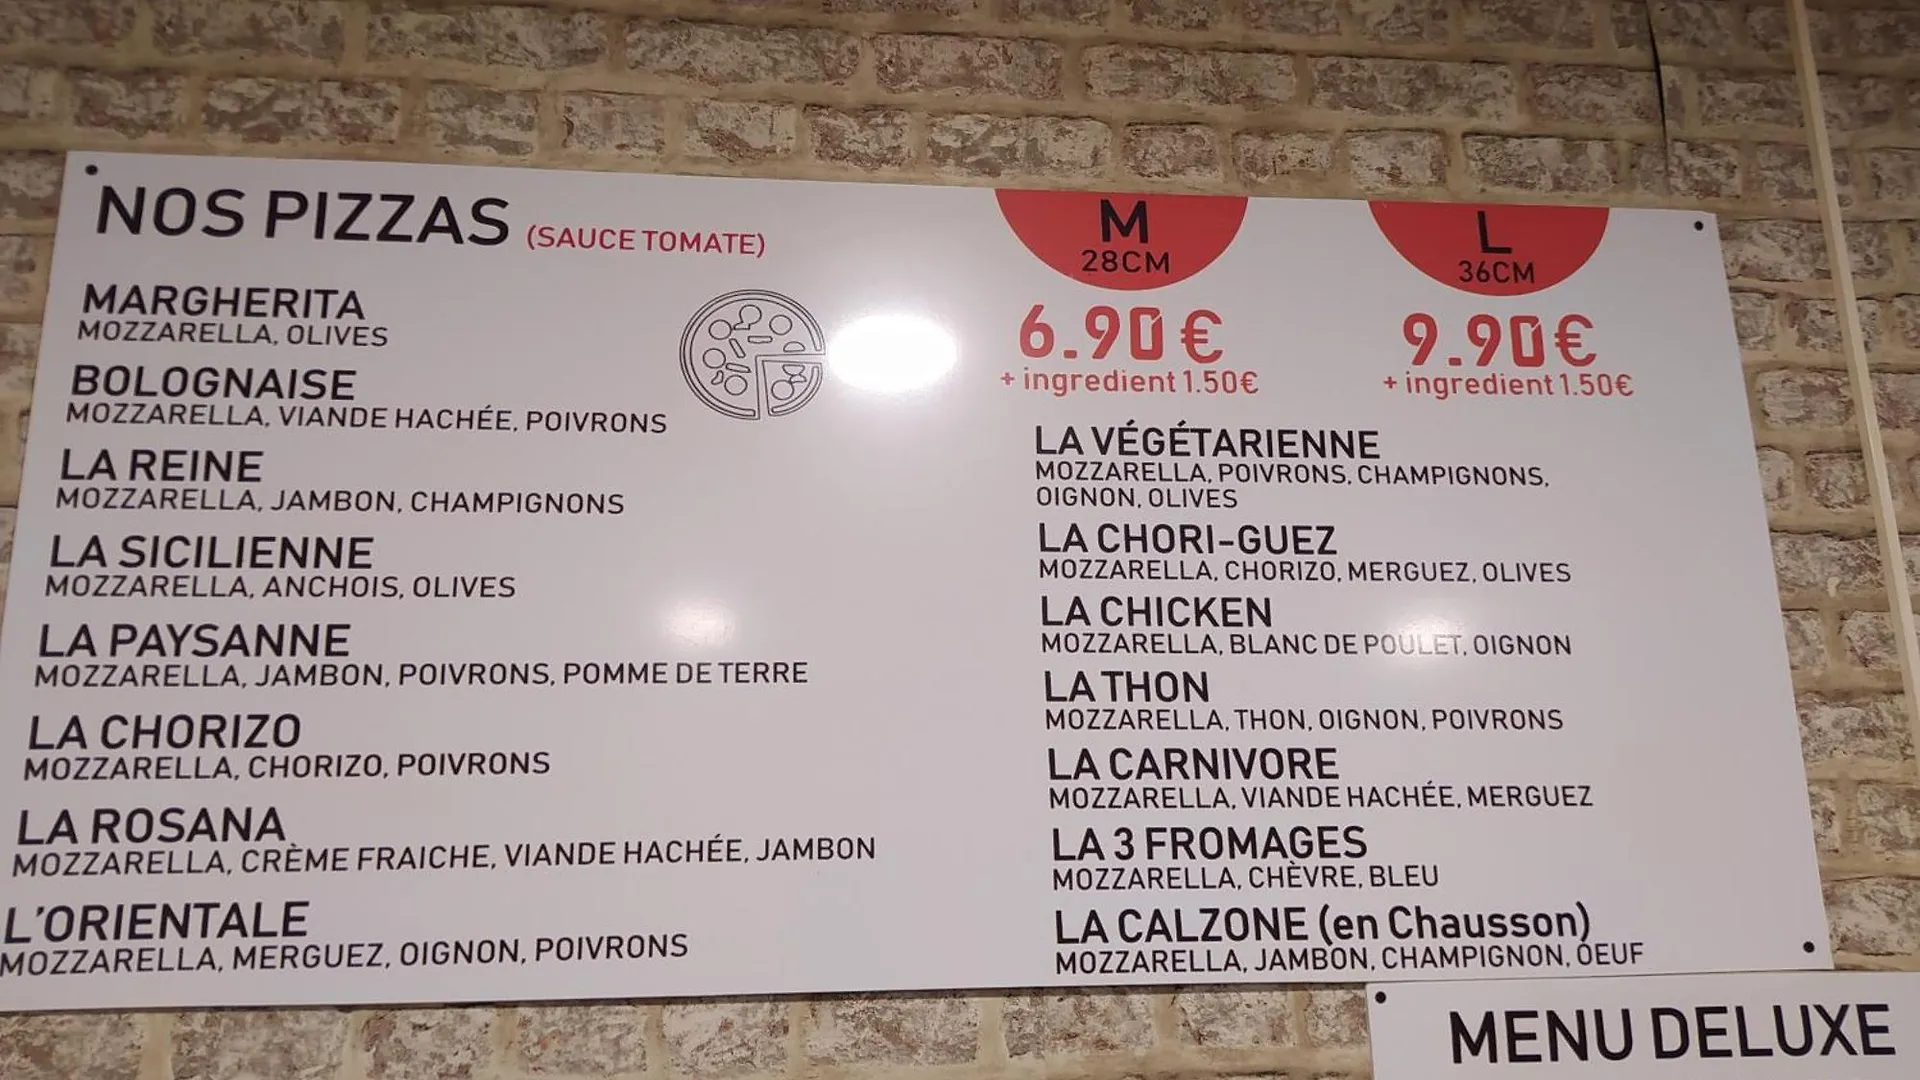 NOS PIZZAS (SAUCE TOMATE)
MARGHERITA
MOZZARELLA, OLIVES
BOLOGNAISE
MOZZARELLA, VIANDE HACHÉE, POIVRONS
LA REINE
MOZZARELLA, JAMBON, CHAMPIGNONS
LA SICILIENNE
MOZZARELLA, ANCHOIS, OLIVES
LA PAYSANNE
MOZZARELLA, JAMBON, POIVRONS, POMME DE TERRE
LA CHORIZO
MOZZARELLA, CHORIZO, POIVRONS
LA ROSANA
MOZZARELLA, CRÈME FRAICHE, VIANDE HACHÉE, JAMBON
L'ORIENTALE
MOZZARELLA, MERGUEZ, OIGNON, POIVRONS
M
28CM
6.90€
+ ingredient 1.50€
L
36CM
9.90€
+ ingredient 1.50€
LA VÉGÉTARIENNE
MOZZARELLA, POIVRONS, CHAMPIGNONS,
OIGNON, OLIVES
LA CHORI-GUEZ
MOZZARELLA, CHORIZO, MERGUEZ, OLIVES
LA CHICKEN
MOZZARELLA, BLANC DE POULET, OIGNON
LA THON
MOZZARELLA, THON, OIGNON, POIVRONS
LA CARNIVORE
MOZZARELLA, VIANDE HACHÉE, MERGUEZ
LA 3 FROMAGES
MOZZARELLA, CHÈVRE, BLEU
LA CALZONE (en Chausson)
MOZZARELLA, JAMBON, CHAMPIGNON, OEUF
MENU DELUXE